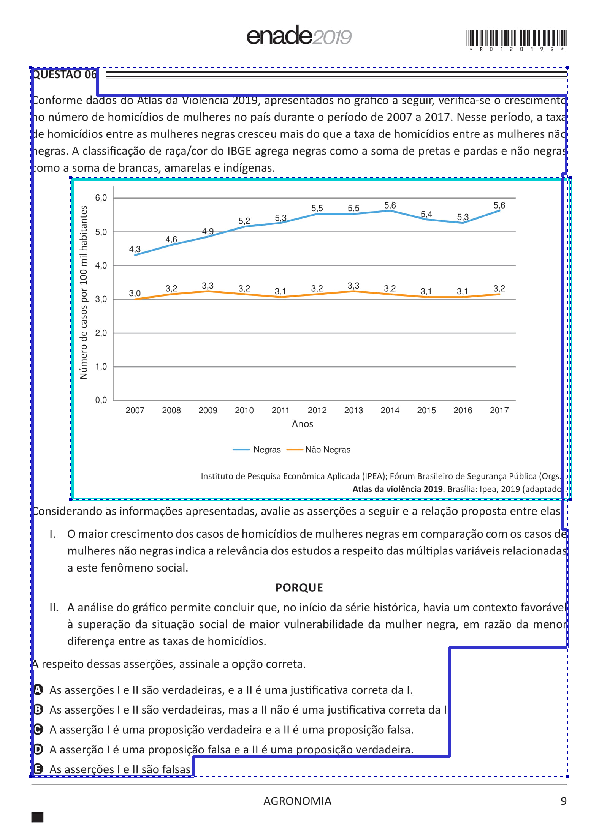 enade2019
*R0120199*
QUESTÃO 06
Conforme dados do Atlas da Violência 2019, apresentados no gráfico a seguir, verifica-se o crescimento
no número de homicídios de mulheres no país durante o período de 2007 a 2017. Nesse período, a taxa
de homicídios entre as mulheres negras cresceu mais do que a taxa de homicídios entre as mulheres não
negras. A classificação de raça/cor do IBGE agrega negras como a soma de pretas e pardas e não negras
como a soma de brancas, amarelas e indígenas.
Número de casos por 100 mil habitantes
6,0
5,0
4,0
3,0
2,0
1,0
0,0
4,3 4,6 4,9 5,2 5,3 5,5 5,5 5,6 5,4 5,3 5,6
3,0 3,2 3,3 3,2 3,1 3,2 3,3 3,2 3,1 3,1 3,2
2007 2008 2009 2010 2011 2012 2013 2014 2015 2016 2017
Anos
Negras Não Negras
Instituto de Pesquisa Econômica Aplicada (IPEA); Fórum Brasileiro de Segurança Pública (Orgs.
Atlas da violência 2019. Brasília: Ipea, 2019 (adaptado
Considerando as informações apresentadas, avalie as asserções a seguir e a relação proposta entre elas
I. O maior crescimento dos casos de homicídios de mulheres negras em comparação com os casos de
mulheres não negras indica a relevância dos estudos a respeito das múltiplas variáveis relacionadas
a este fenômeno social.
PORQUE
II. A análise do gráfico permite concluir que, no início da série histórica, havia um contexto favorável
à superação da situação social de maior vulnerabilidade da mulher negra, em razão da menor
diferença entre as taxas de homicídios.
A respeito dessas asserções, assinale a opção correta.
A As asserções I e II são verdadeiras, e a II é uma justificativa correta da I.
B As asserções I e II são verdadeiras, mas a II não é uma justificativa correta da I
C A asserção I é uma proposição verdadeira e a II é uma proposição falsa.
D A asserção I é uma proposição falsa e a II é uma proposição verdadeira.
E As asserções I e II são falsas
AGRONOMIA 9